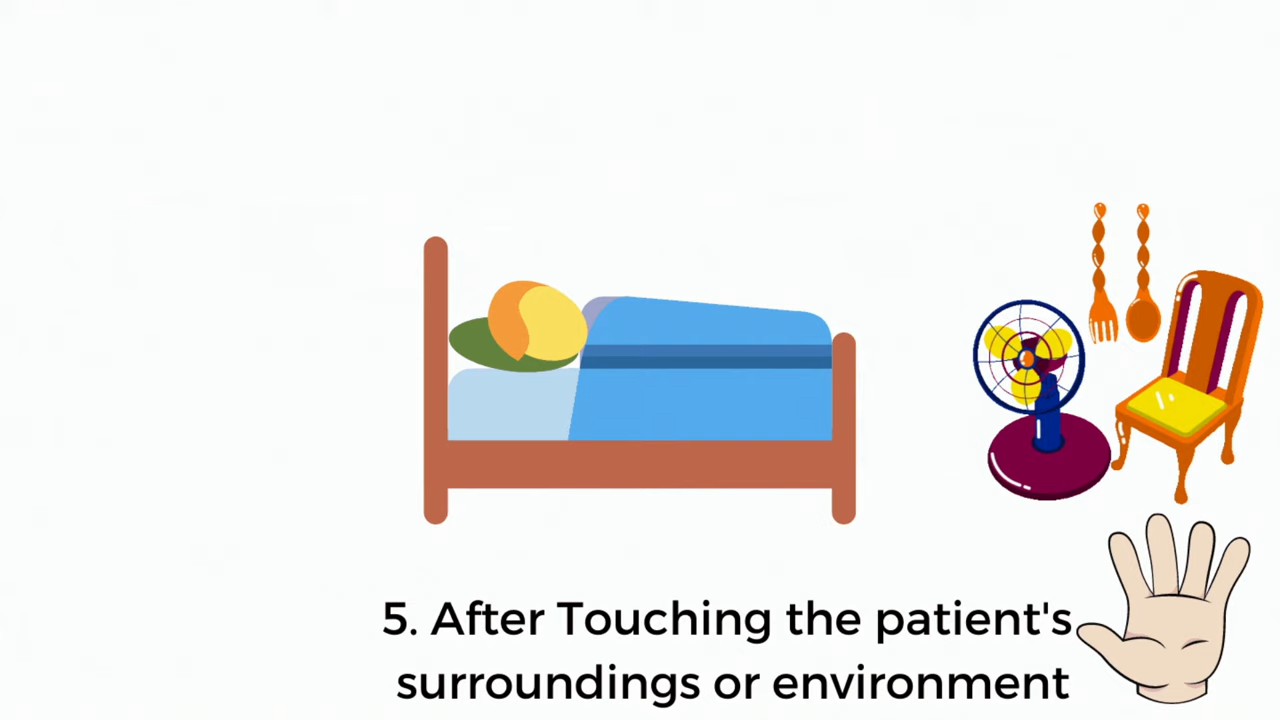 5. After Touching the patient's
surroundings or environment